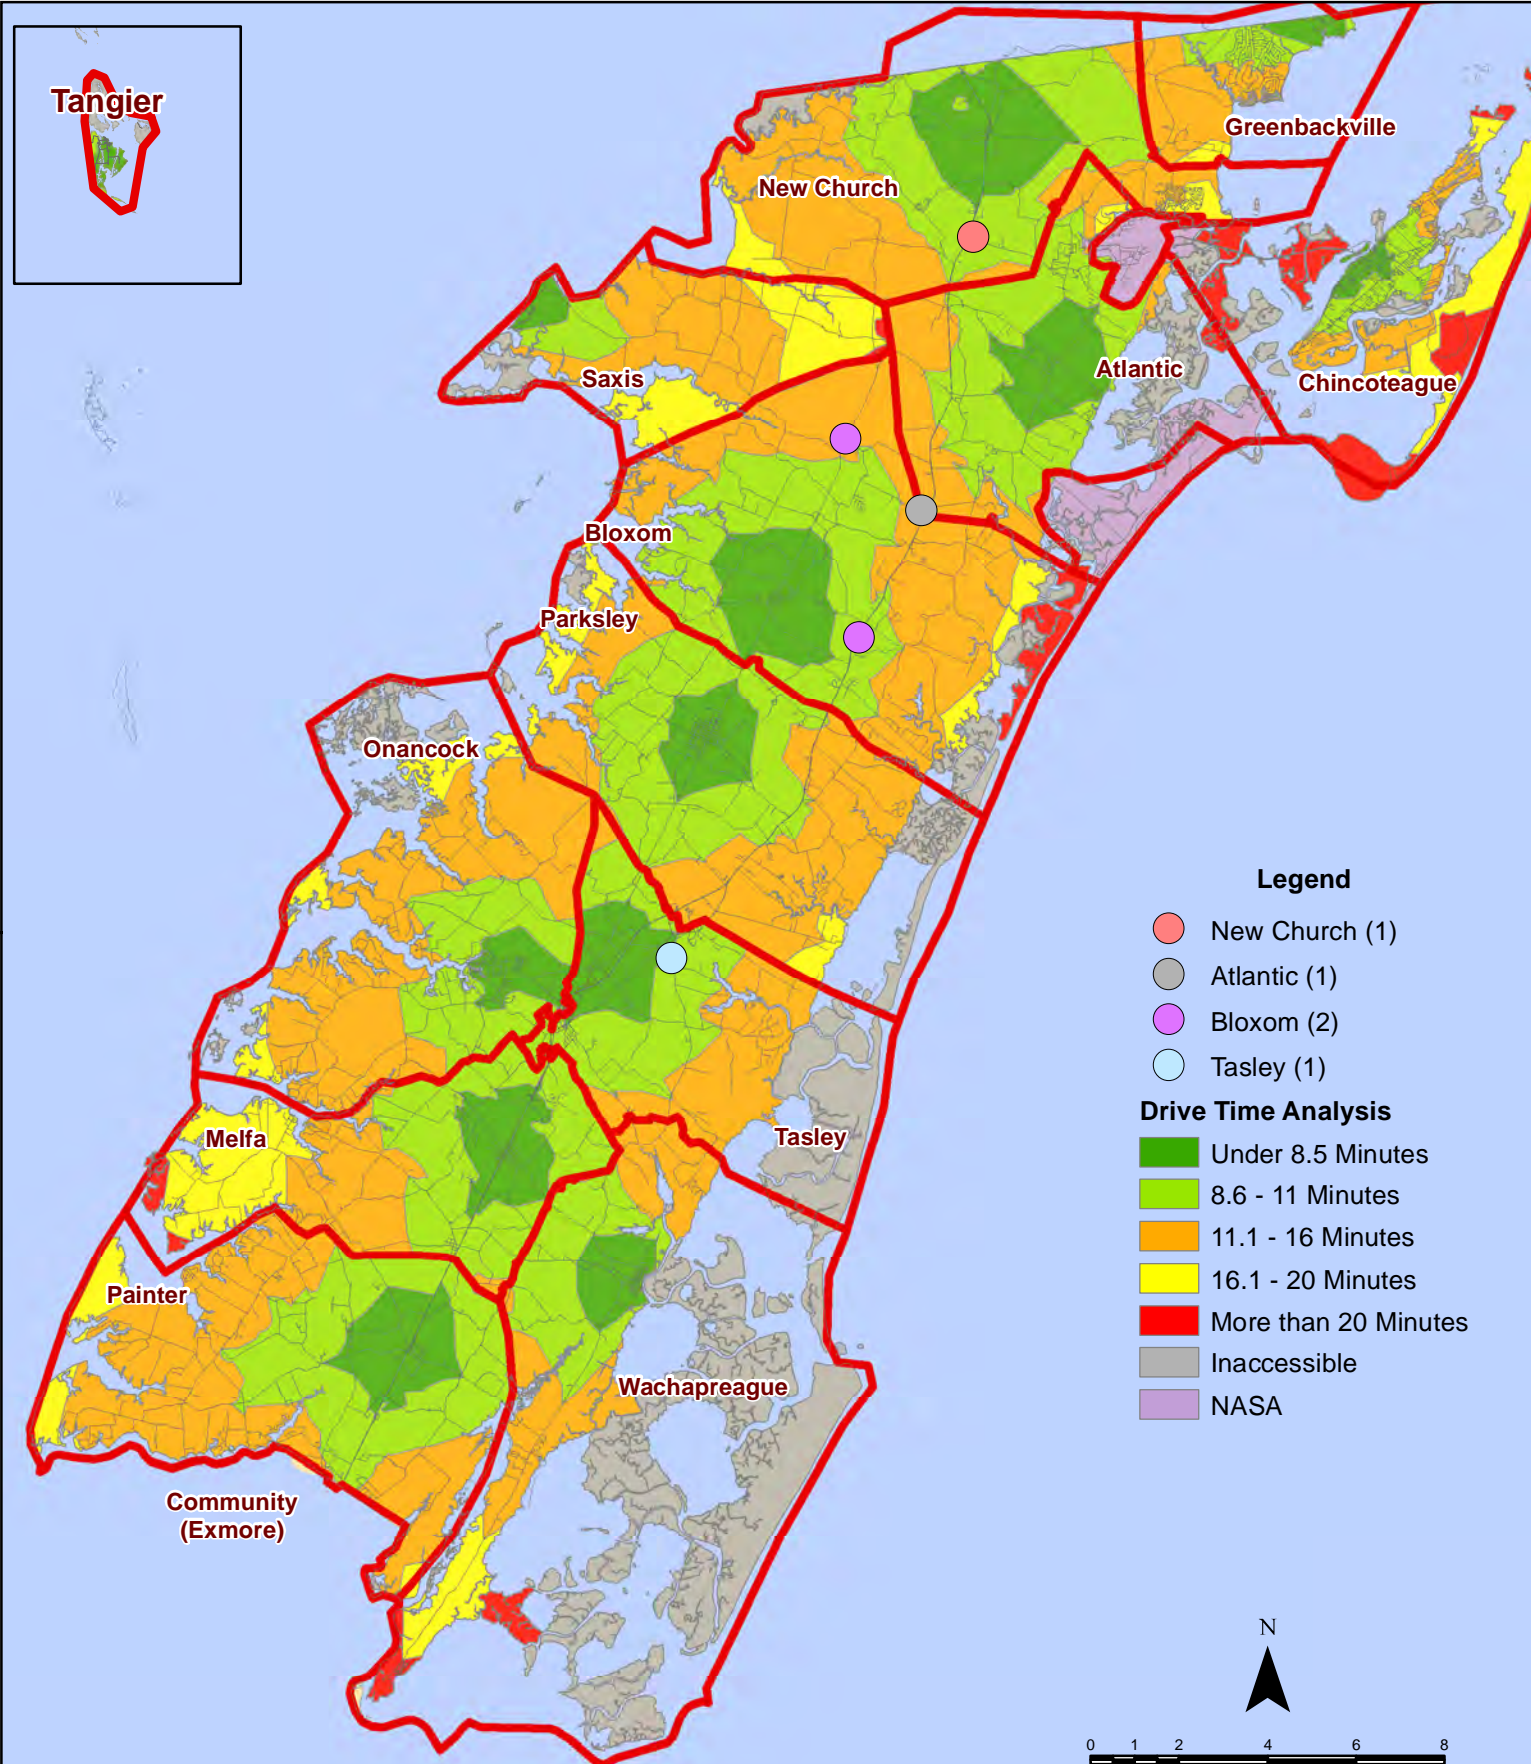 Tangier
Greenbackville
New Church
Saxis
Atlantic
Chincoteague
Bloxom
Parksley
Onancock
Legend
New Church (1)
Atlantic (1)
Bloxom (2)
Tasley (1)
Drive Time Analysis
Under 8.5 Minutes
8.6 - 11 Minutes
11.1 - 16 Minutes
16.1 - 20 Minutes
More than 20 Minutes
Inaccessible
NASA
Melfa
Tasley
Painter
Wachapreague
Community
(Exmore)
N
0 1 2 4 6 8